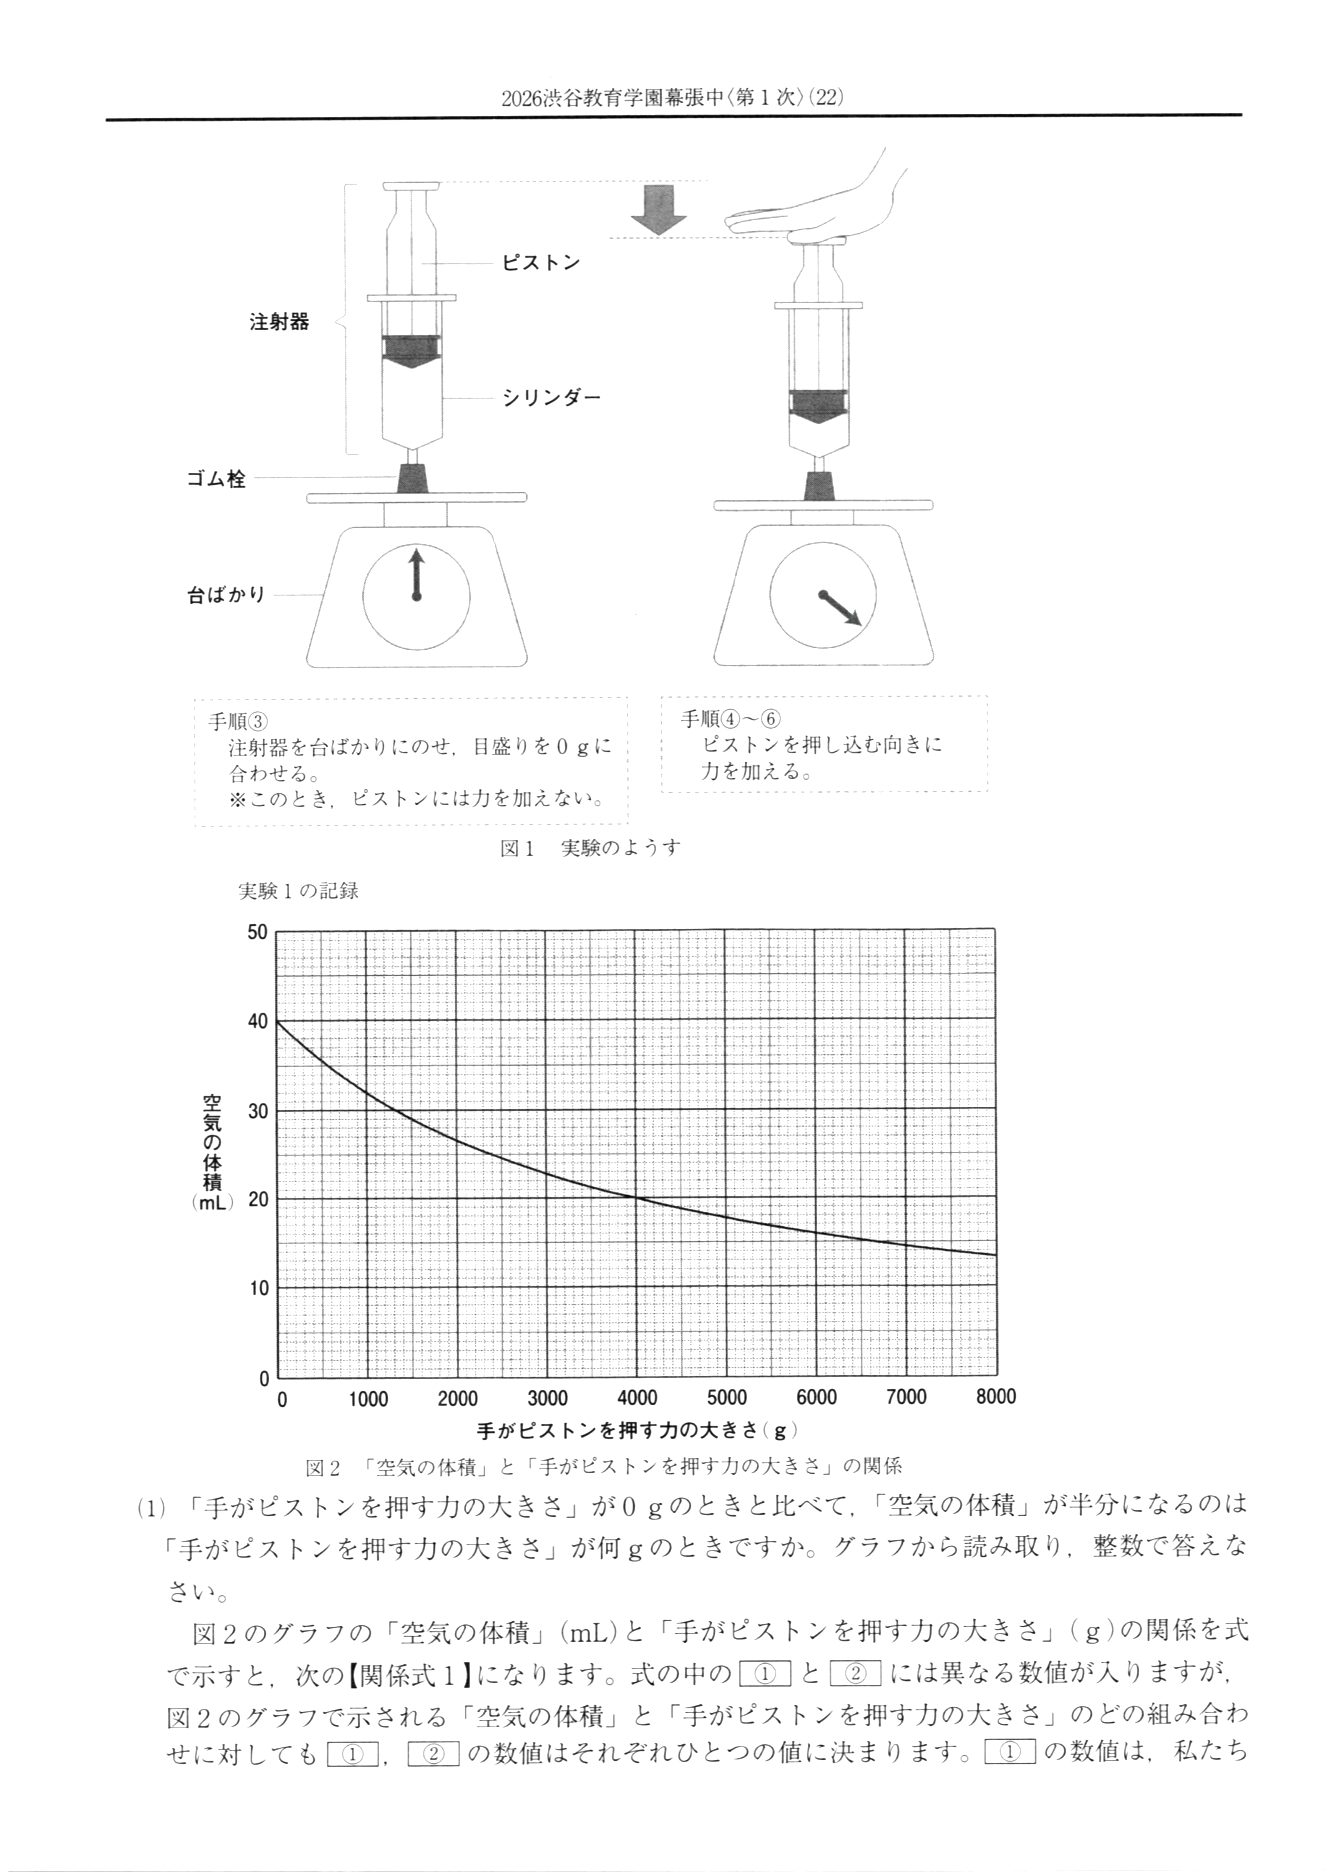 2026渋谷教育学園幕張中〈第1次〉(22)
ピストン
注射器
シリンダー
ゴム栓
台ばかり
手順③
注射器を台ばかりにのせ，目盛りを0gに
合わせる。
※このとき，ピストンには力を加えない。
手順④～⑥
ピストンを押し込む向きに
力を加える。
図1　実験のようす
実験1の記録
50
40
30
20
10
0
空気の体積(mL)
0 1000 2000 3000 4000 5000 6000 7000 8000
手がピストンを押す力の大きさ(g)
図2　「空気の体積」と「手がピストンを押す力の大きさ」の関係
(1)　「手がピストンを押す力の大きさ」が0gのときと比べて，「空気の体積」が半分になるのは
「手がピストンを押す力の大きさ」が何gのときですか。グラフから読み取り，整数で答えな
さい。
図2のグラフの「空気の体積」(mL)と「手がピストンを押す力の大きさ」(g)の関係を式
で示すと，次の【関係式1】になります。式の中の ① と ② には異なる数値が入りますが，
図2のグラフで示される「空気の体積」と「手がピストンを押す力の大きさ」のどの組み合わ
せに対しても ① ， ② の数値はそれぞれひとつの値に決まります。 ① の数値は，私たち